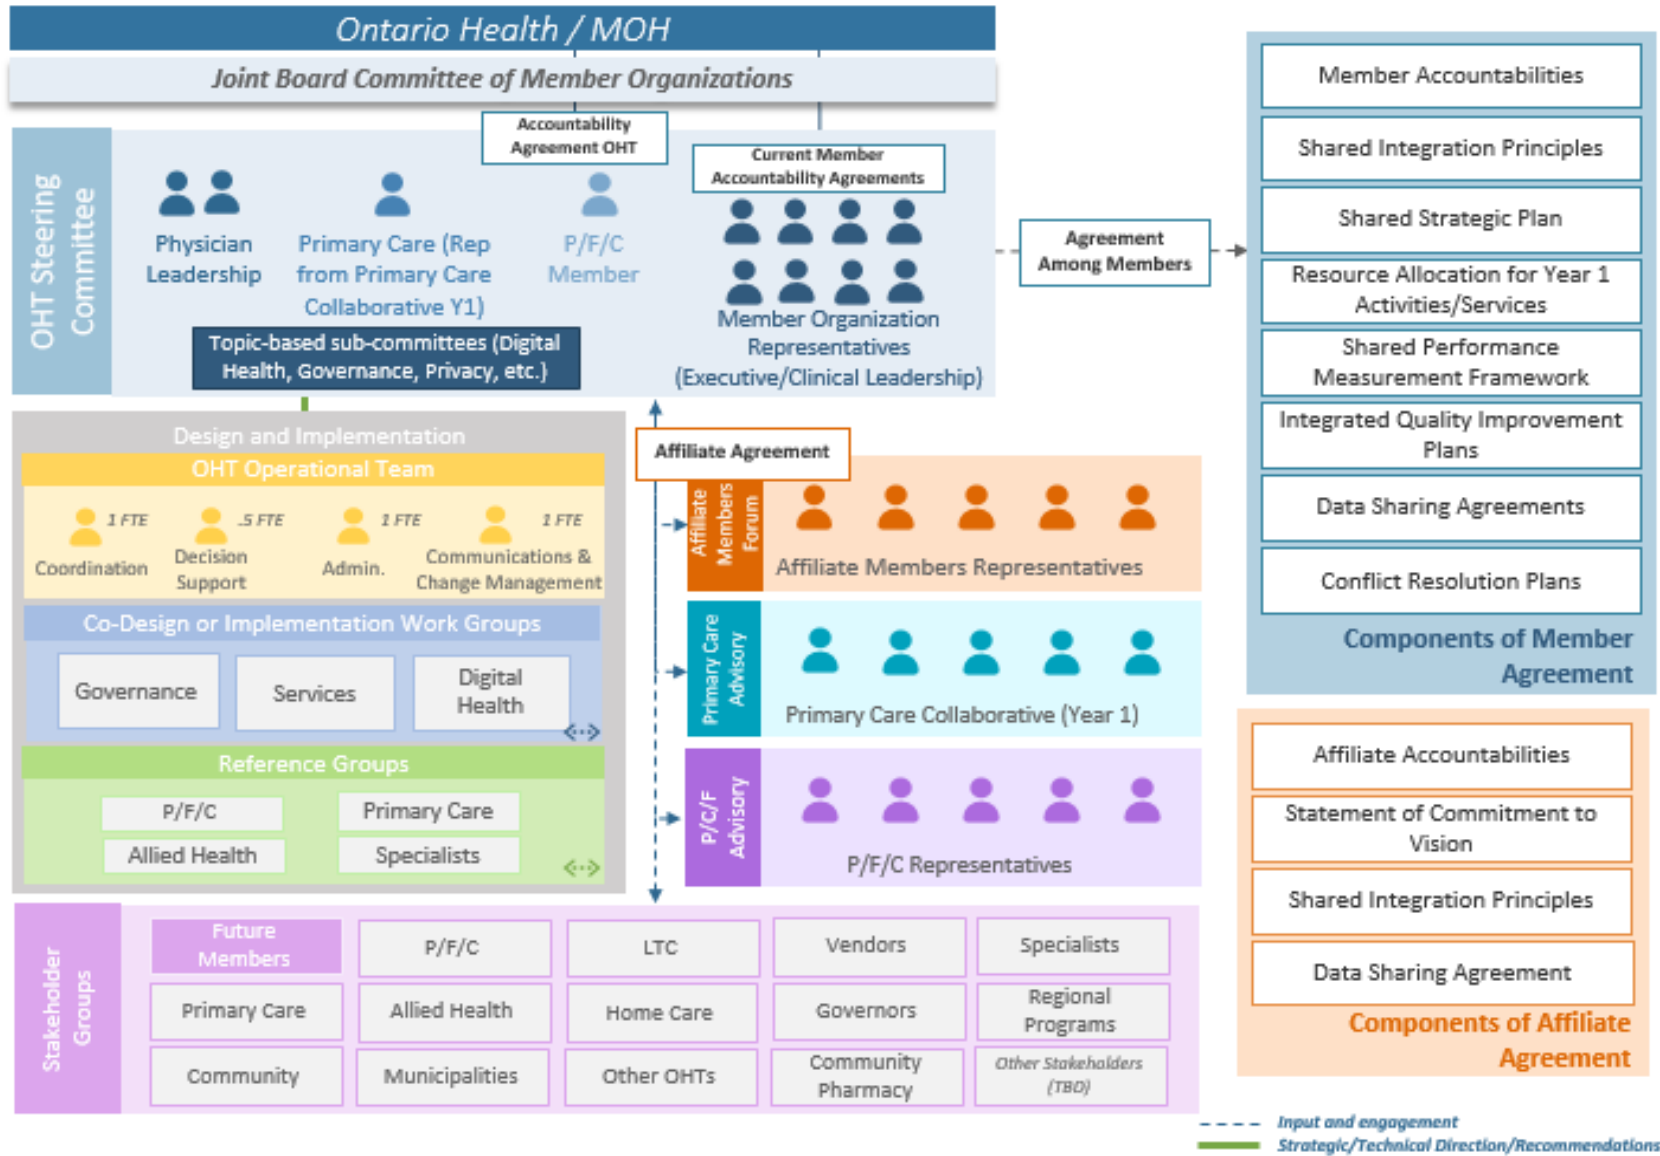 Ontario Health / MOH
Joint Board Committee of Member Organizations
Accountability
Agreement OHT
Current Member
Accountability Agreements
OHT Steering
Committee
Physician
Leadership
Primary Care (Rep
from Primary Care
Collaborative Y1)
P/F/C
Member
Member Organization
Representatives
(Executive/Clinical Leadership)
Topic-based sub-committees (Digital
Health, Governance, Privacy, etc.)
Agreement
Among Members
Design and Implementation
OHT Operational Team
1 FTE
.5 FTE
1 FTE
1 FTE
Coordination
Decision
Support
Admin.
Communications &
Change Management
Co-Design or Implementation Work Groups
Governance
Services
Digital
Health
Reference Groups
P/F/C
Primary Care
Allied Health
Specialists
Affiliate Agreement
Affiliate
Members
Forum
Affiliate Members Representatives
Primary Care
Advisory
Primary Care Collaborative (Year 1)
P/C/F
Advisory
P/F/C Representatives
Stakeholder
Groups
Future
Members
P/F/C
LTC
Vendors
Specialists
Primary Care
Allied Health
Home Care
Governors
Regional
Programs
Community
Municipalities
Other OHTs
Community
Pharmacy
Other Stakeholders
(TBD)
Member Accountabilities
Shared Integration Principles
Shared Strategic Plan
Resource Allocation for Year 1
Activities/Services
Shared Performance
Measurement Framework
Integrated Quality Improvement
Plans
Data Sharing Agreements
Conflict Resolution Plans
Components of Member
Agreement
Affiliate Accountabilities
Statement of Commitment to
Vision
Shared Integration Principles
Data Sharing Agreement
Components of Affiliate
Agreement
Input and engagement
Strategic/Technical Direction/Recommendations